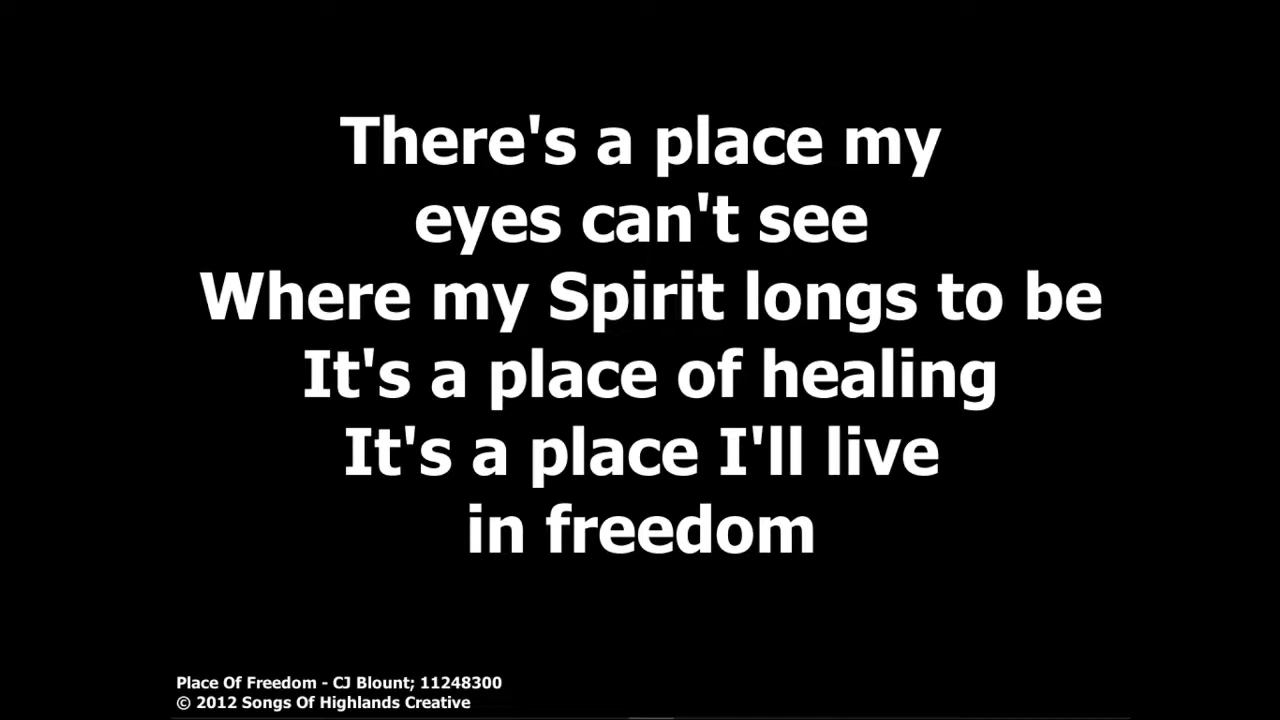 There's a place my
eyes can't see
Where my Spirit longs to be
It's a place of healing
It's a place I'll live
in freedom
Place Of Freedom - CJ Blount; 11248300
© 2012 Songs Of Highlands Creative